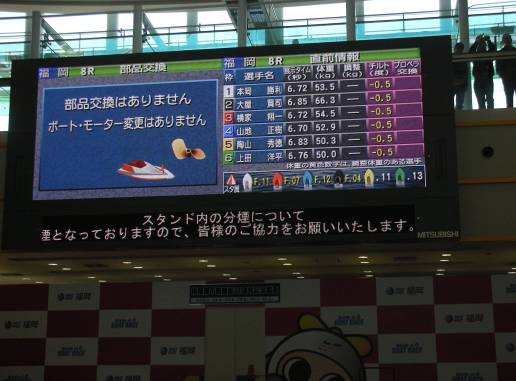 福岡 8R 部品交換
部品交換はありません
ボート・モーター変更はありません
福岡 8R 直前情報
枠 選手名 展示タイム(秒) 体重(kg) 調整(kg) チルト(度) プロペラ交換
1 本岡 勝利 6.72 53.5 — -0.5
2 大屋 賢司 6.85 66.3 — -0.5
3 横家 翔一 6.72 54.5 — -0.5
4 山地 正樹 6.70 52.9 — -0.5
5 陶山 秀徳 6.83 50.3 — -0.5
6 上田 洋平 6.76 50.0 — -0.5
体重の黄色数字は、調整体重のある選手
スタ展 F.11 F.07 F.12 F.04 .11 .13
スタンド内の分煙について
煙となっておりますので、皆様のご協力をお願いいたします。
MITSUBISHI
福岡
BOAT RACE